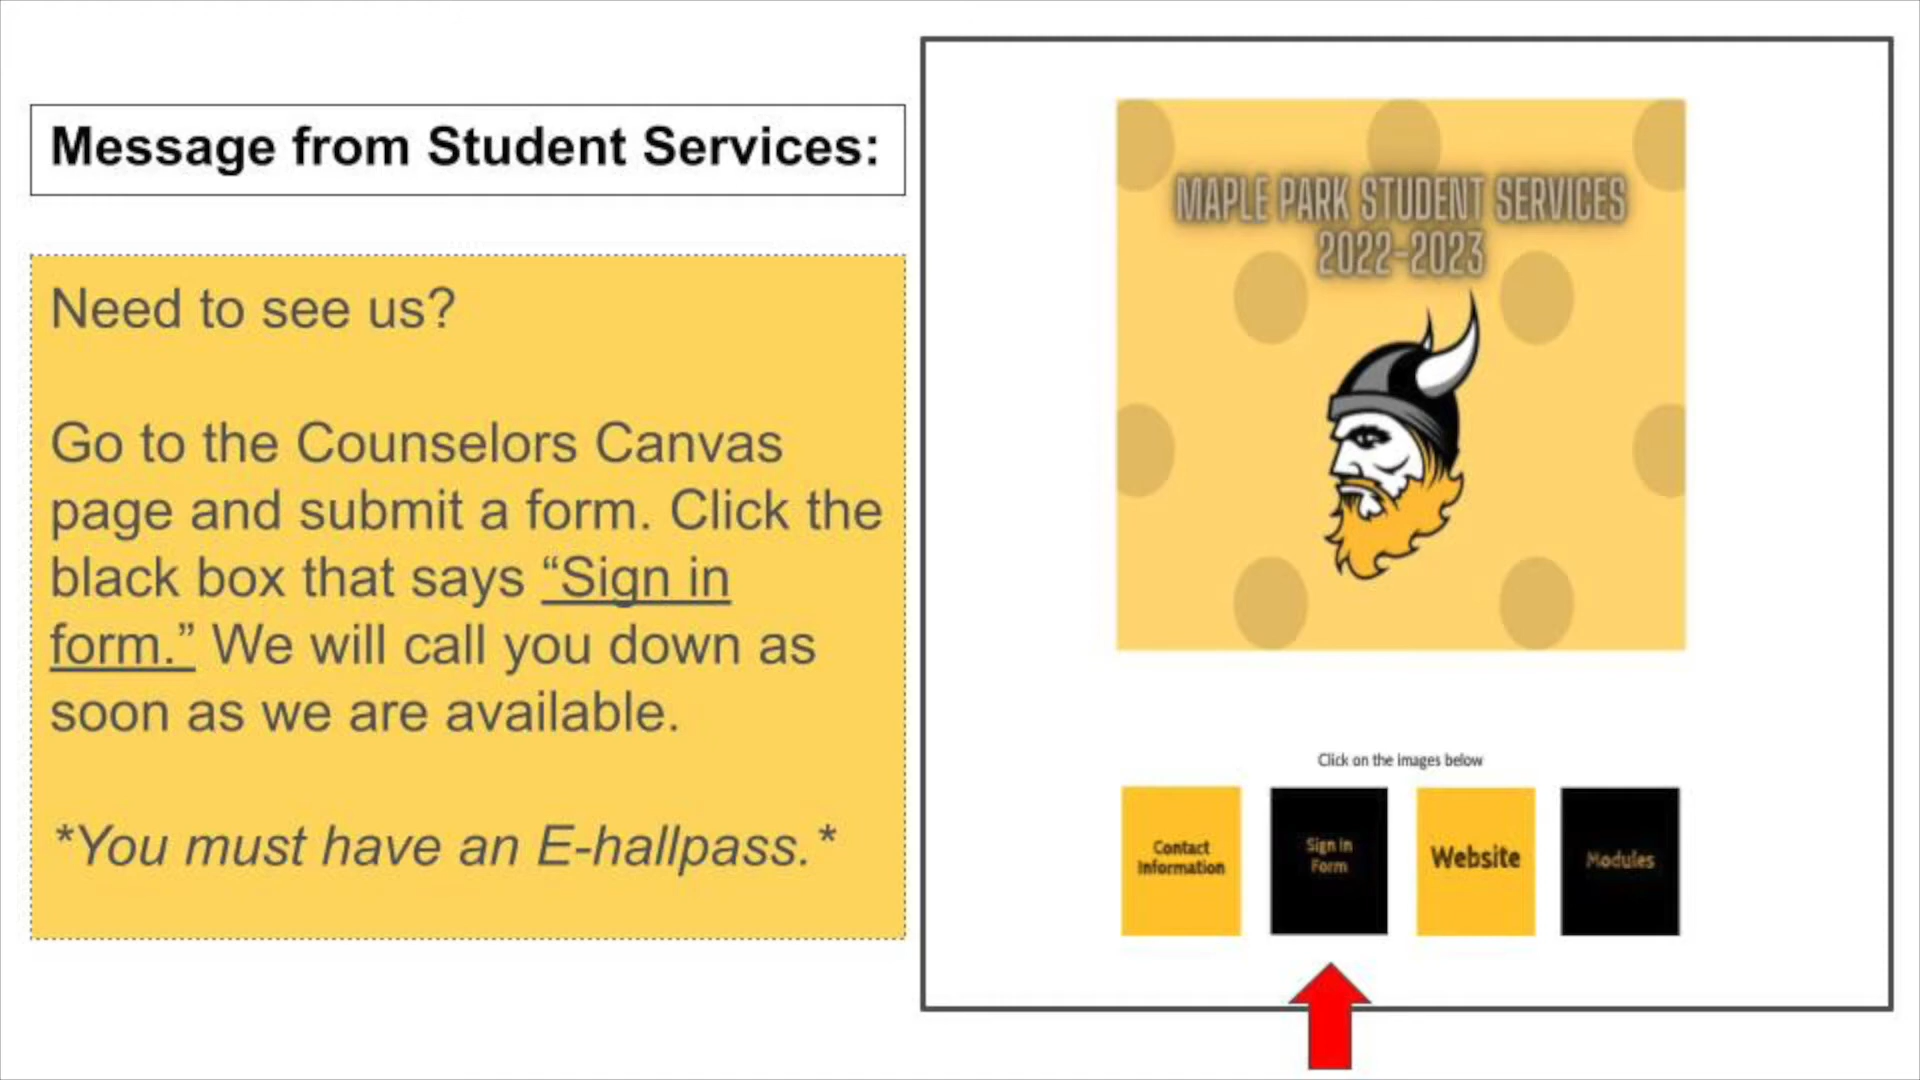 Message from Student Services:
Need to see us?
Go to the Counselors Canvas
page and submit a form. Click the
black box that says “Sign in
form.” We will call you down as
soon as we are available.
*You must have an E-hallpass.*
MAPLE PARK STUDENT SERVICES
2022-2023
Click on the images below
Contact
Information
Sign In
Form
Website
Modules